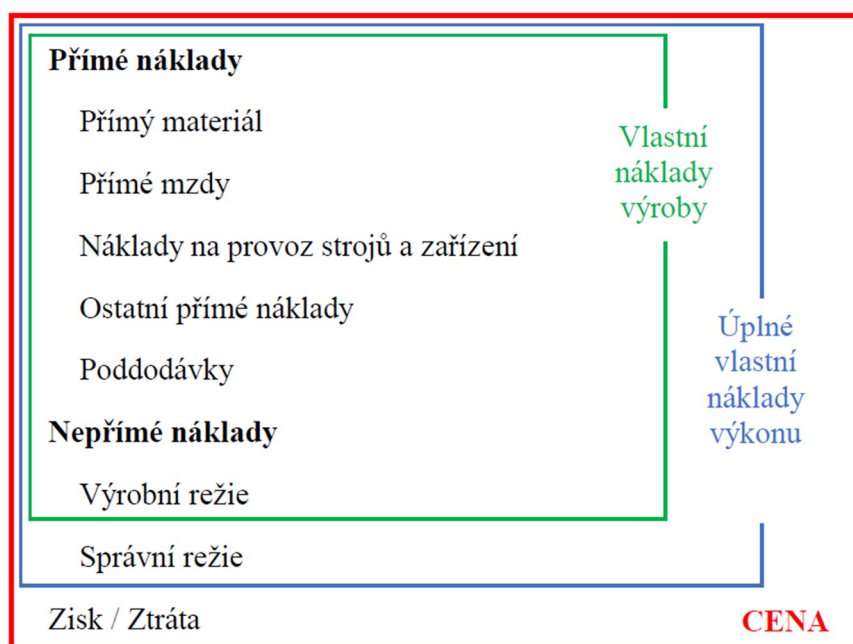 Přímé náklady
Přímý materiál
Přímé mzdy
Náklady na provoz strojů a zařízení
Ostatní přímé náklady
Poddodávky
Nepřímé náklady
Výrobní režie
Správní režie
Zisk / Ztráta
Vlastní
náklady
výroby
Úplné
vlastní
náklady
výkonu
CENA